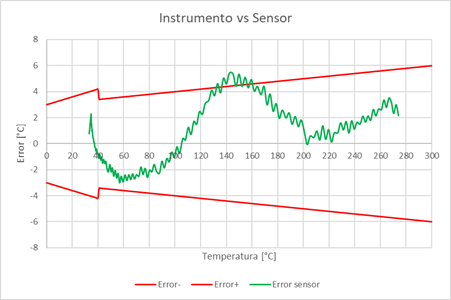 Instrumento vs Sensor
8
6
4
2
0
-2
-4
-6
-8
Error [°C]
0 20 40 60 80 100 120 140 160 180 200 220 240 260 280 300
Temperatura [°C]
Error- Error+ Error sensor